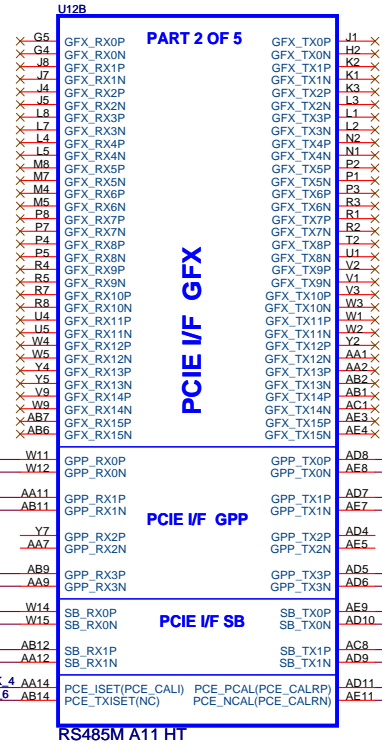 U12B
PART 2 OF 5
G5 GFX_RX0P GFX_TX0P J1
G4 GFX_RX0N GFX_TX0N H2
J8 GFX_RX1P GFX_TX1P K2
J7 GFX_RX1N GFX_TX1N K1
J4 GFX_RX2P GFX_TX2P K3
J5 GFX_RX2N GFX_TX2N L3
L8 GFX_RX3P GFX_TX3P L1
L7 GFX_RX3N GFX_TX3N L2
L4 GFX_RX4P GFX_TX4P N2
L5 GFX_RX4N GFX_TX4N N1
M8 GFX_RX5P GFX_TX5P P2
M7 GFX_RX5N GFX_TX5N P1
M4 GFX_RX6P GFX_TX6P P3
M5 GFX_RX6N GFX_TX6N R3
P8 GFX_RX7P GFX_TX7P R1
P7 GFX_RX7N GFX_TX7N R2
P4 GFX_RX8P GFX_TX8P T2
P5 GFX_RX8N GFX_TX8N U1
R4 GFX_RX9P GFX_TX9P V2
R5 GFX_RX9N GFX_TX9N V1
R7 GFX_RX10P GFX_TX10P V3
R8 GFX_RX10N GFX_TX10N W3
U4 GFX_RX11P GFX_TX11P W1
U5 GFX_RX11N GFX_TX11N W2
W4 GFX_RX12P GFX_TX12P Y2
W5 GFX_RX12N GFX_TX12N AA1
Y4 GFX_RX13P GFX_TX13P AA2
Y5 GFX_RX13N GFX_TX13N AB2
V9 GFX_RX14P GFX_TX14P AB1
W9 GFX_RX14N GFX_TX14N AC1
AB7 GFX_RX15P GFX_TX15P AE3
AB6 GFX_RX15N GFX_TX15N AE4
PCIE I/F GFX
W11 GPP_RX0P GPP_TX0P AD8
W12 GPP_RX0N GPP_TX0N AE8
AA11 GPP_RX1P GPP_TX1P AD7
AB11 GPP_RX1N GPP_TX1N AE7
PCIE I/F GPP
Y7 GPP_RX2P GPP_TX2P AD4
AA7 GPP_RX2N GPP_TX2N AE5
AB9 GPP_RX3P GPP_TX3P AD5
AA9 GPP_RX3N GPP_TX3N AD6
W14 SB_RX0P SB_TX0P AE9
W15 SB_RX0N SB_TX0N AD10
PCIE I/F SB
AB12 SB_RX1P SB_TX1P AC8
AA12 SB_RX1N SB_TX1N AD9
_4 AA14 PCE_ISET(PCE_CALI) PCE_PCAL(PCE_CALRP) AD11
_6 AB14 PCE_TXISET(NC) PCE_NCAL(PCE_CALRN) AE11
RS485M A11 HT